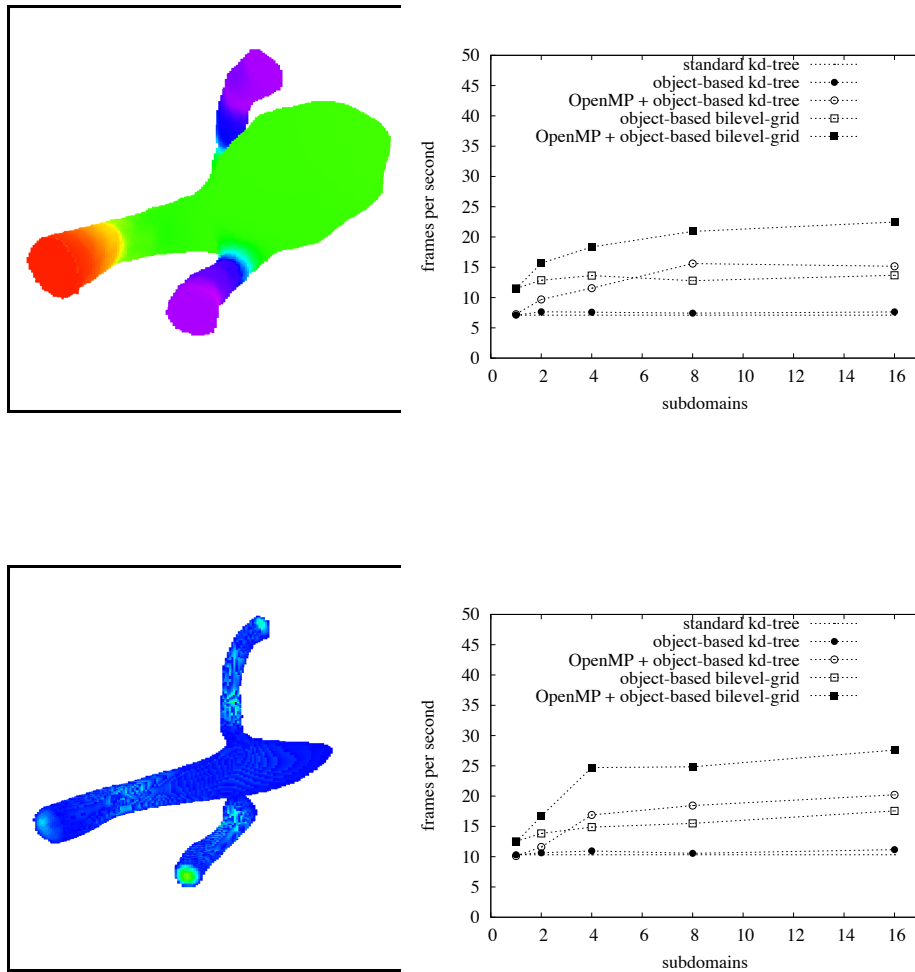 50
45
40
35
30
25
20
15
10
5
0
frames per second
standard kd-tree
object-based kd-tree
OpenMP + object-based kd-tree
object-based bilevel-grid
OpenMP + object-based bilevel-grid
0 2 4 6 8 10 12 14 16
subdomains
50
45
40
35
30
25
20
15
10
5
0
frames per second
standard kd-tree
object-based kd-tree
OpenMP + object-based kd-tree
object-based bilevel-grid
OpenMP + object-based bilevel-grid
0 2 4 6 8 10 12 14 16
subdomains